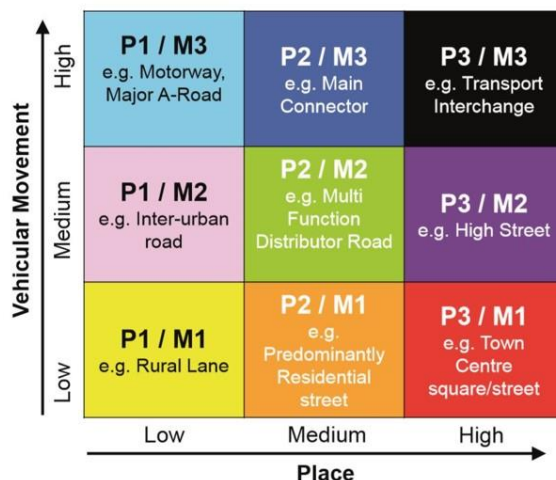 Vehicular Movement
High
Medium
Low
P1 / M3
e.g. Motorway,
Major A-Road
P2 / M3
e.g. Main
Connector
P3 / M3
e.g. Transport
Interchange
P1 / M2
e.g. Inter-urban
road
P2 / M2
e.g. Multi
Function
Distributor Road
P3 / M2
e.g. High Street
P1 / M1
e.g. Rural Lane
P2 / M1
e.g.
Predominantly
Residential
street
P3 / M1
e.g. Town
Centre
square/street
Low
Medium
High
Place